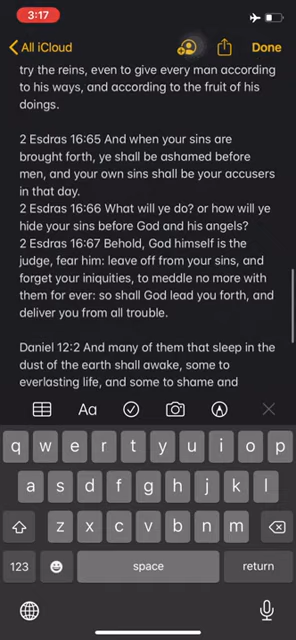 3:17
All iCloud
Done
try the reins, even to give every man according
to his ways, and according to the fruit of his
doings.
2 Esdras 16:65 And when your sins are
brought forth, ye shall be ashamed before
men, and your own sins shall be your accusers
in that day.
2 Esdras 16:66 What will ye do? or how will ye
hide your sins before God and his angels?
2 Esdras 16:67 Behold, God himself is the
judge, fear him: leave off from your sins, and
forget your iniquities, to meddle no more with
them for ever: so shall God lead you forth, and
deliver you from all trouble.
Daniel 12:2 And many of them that sleep in the
dust of the earth shall awake, some to
everlasting life, and some to shame and
Aa
q w e r t y u i o p
a s d f g h j k l
z x c v b n m
123 space return